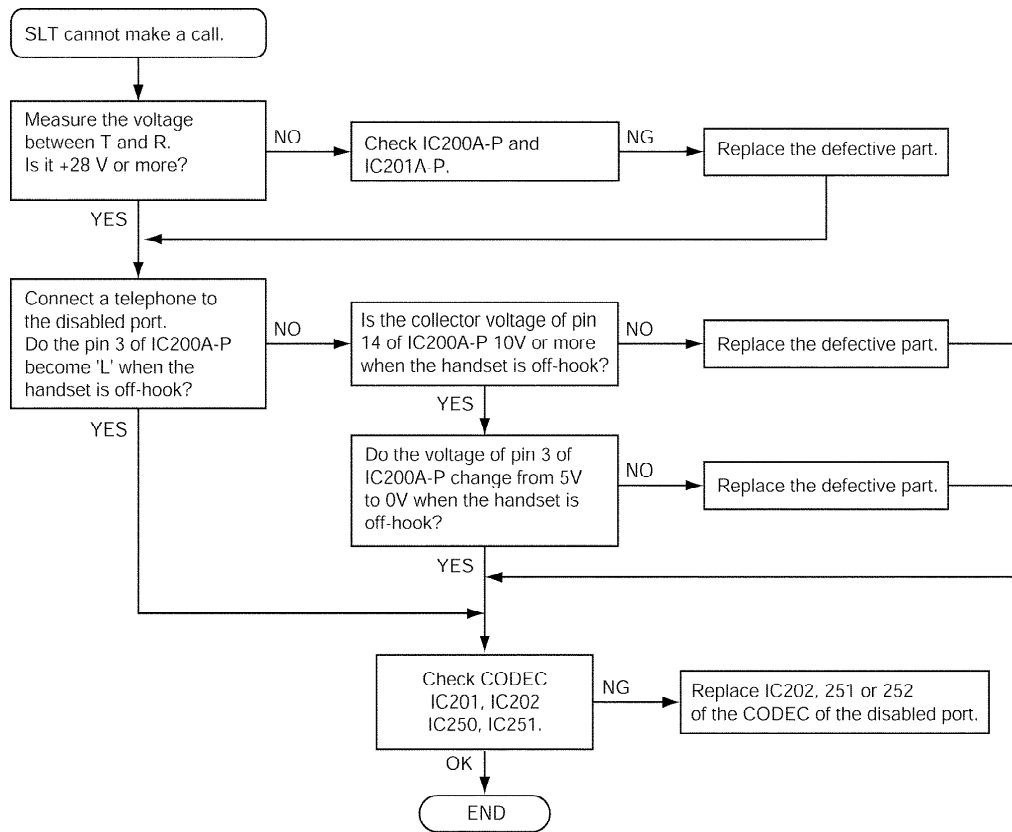 SLT cannot make a call.
Measure the voltage
between T and R.
Is it +28 V or more?
NO
Check IC200A-P and
IC201A-P.
NG
Replace the defective part.
YES
Connect a telephone to
the disabled port.
Do the pin 3 of IC200A-P
become 'L' when the
handset is off-hook?
NO
Is the collector voltage of pin
14 of IC200A-P 10V or more
when the handset is off-hook?
NO
Replace the defective part.
YES
YES
Do the voltage of pin 3 of
IC200A-P change from 5V
to 0V when the handset is
off-hook?
NO
Replace the defective part.
YES
Check CODEC
IC201, IC202
IC250, IC251.
NG
Replace IC202, 251 or 252
of the CODEC of the disabled port.
OK
END